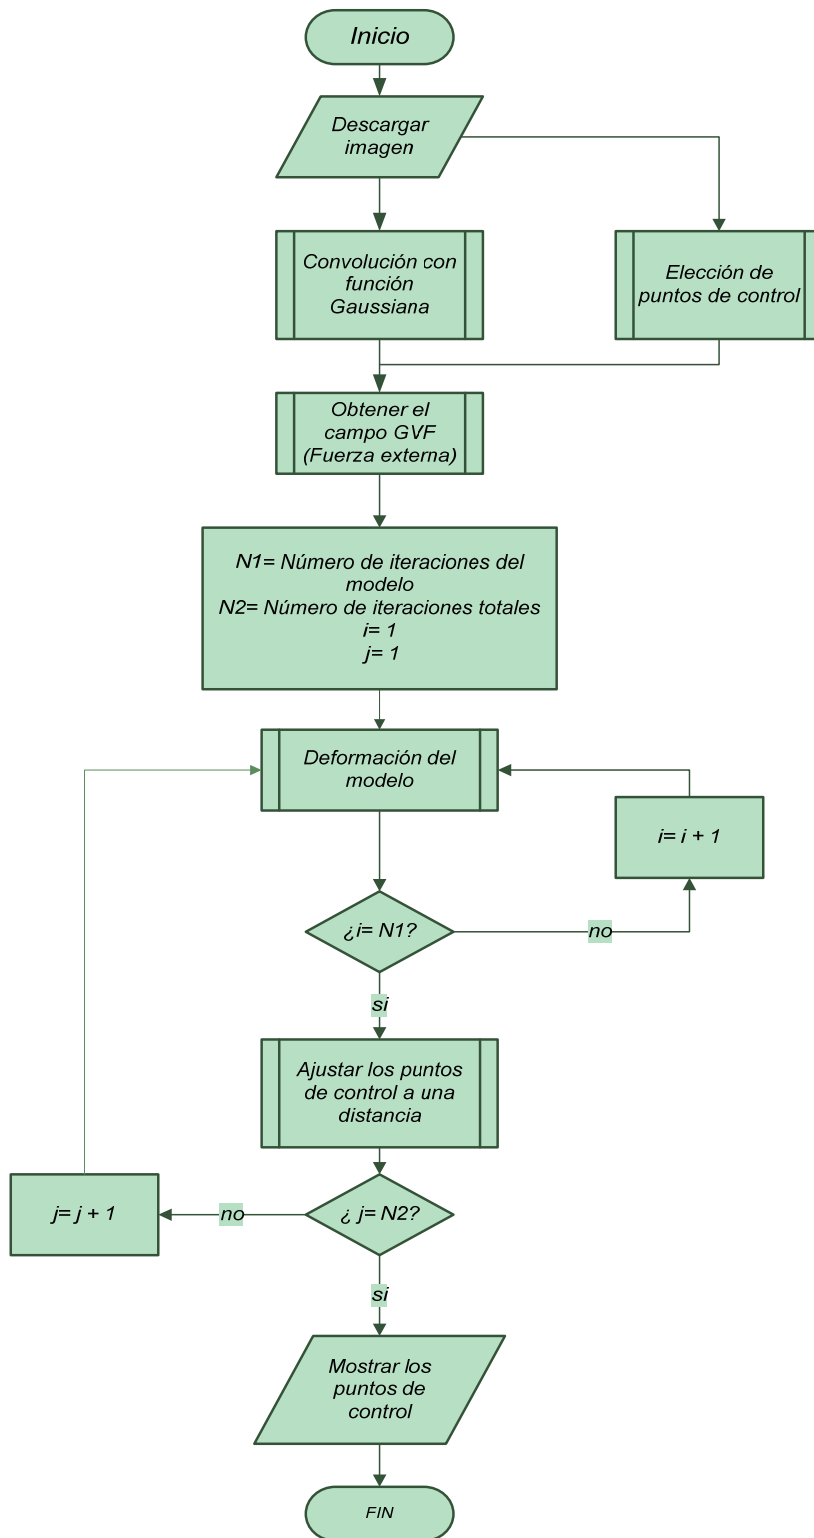 Inicio
Descargar
imagen
Convolución con
función
Gaussiana
Elección de
puntos de control
Obtener el
campo GVF
(Fuerza externa)
N1= Número de iteraciones del
modelo
N2= Número de iteraciones totales
i= 1
j= 1
Deformación del
modelo
i= i + 1
¿i= N1?
no
si
Ajustar los puntos
de control a una
distancia
j= j + 1
no
¿ j= N2?
si
Mostrar los
puntos de
control
FIN